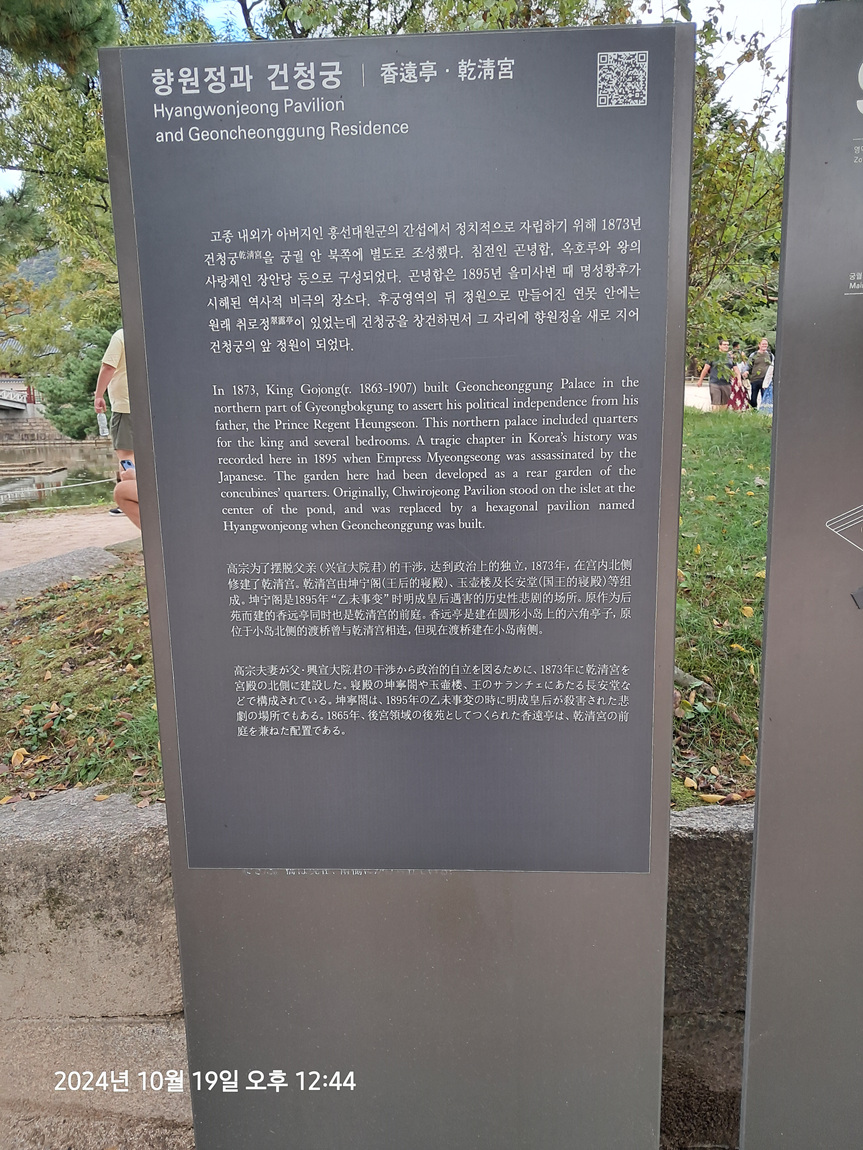 향원정과 건청궁 | 香遠亭 · 乾淸宮
Hyangwonjeong Pavilion
and Geoncheonggung Residence
고종 내외가 아버지인 흥선대원군의 간섭에서 정치적으로 자립하기 위해 1873년
건청궁乾淸宮을 궁궐 안 북쪽에 별도로 조성했다. 침전인 곤녕합, 옥호루와 왕의
사랑채인 장안당 등으로 구성되었다. 곤녕합은 1895년 을미사변 때 명성황후가
시해된 역사적 비극의 장소다. 후궁영역의 뒤 정원으로 만들어진 연못 안에는
원래 취로정翠露亭이 있었는데 건청궁을 창건하면서 그 자리에 향원정을 새로 지어
건청궁의 앞 정원이 되었다.
In 1873, King Gojong(r. 1863-1907) built Geoncheonggung Palace in the
northern part of Gyeongbokgung to assert his political independence from his
father, the Prince Regent Heungseon. This northern palace included quarters
for the king and several bedrooms. A tragic chapter in Korea's history was
recorded here in 1895 when Empress Myeongseong was assassinated by the
Japanese. The garden here had been developed as a rear garden of the
concubines' quarters. Originally, Chwirojeong Pavilion stood on the islet at the
center of the pond, and was replaced by a hexagonal pavilion named
Hyangwonjeong when Geoncheonggung was built.
高宗为了摆脱父亲（兴宣大院君）的干涉, 达到政治上的独立, 1873年, 在宫内北侧
修建了乾清宫。乾清宫由坤宁阁(王后的寝殿)、玉壶楼及长安堂(国王的寝殿)等组
成。坤宁阁是1895年“乙未事变”时明成皇后遇害的历史性悲剧的场所。原作为后
苑而建的香远亭同时也是乾清宫的前庭。香远亭是建在圆形小岛上的六角亭子, 原
位于小岛北侧的渡桥曾与乾清宫相连, 但现在渡桥建在小岛南侧。
高宗夫妻が父・興宣大院君の干渉から政治的自立を図るために、1873年に乾清宮を
宮殿の北側に建設した。寝殿の坤寧閤や玉壷楼、王のサランチェにあたる長安堂な
どで構成されている。坤寧閤は、1895年の乙未事変の時に明成皇后が殺害された悲
劇の場所でもある。1865年、後宮領域の後苑としてつくられた香遠亭は、乾清宮の前
庭を兼ねた配置である。
2024년 10월 19일 오후 12:44